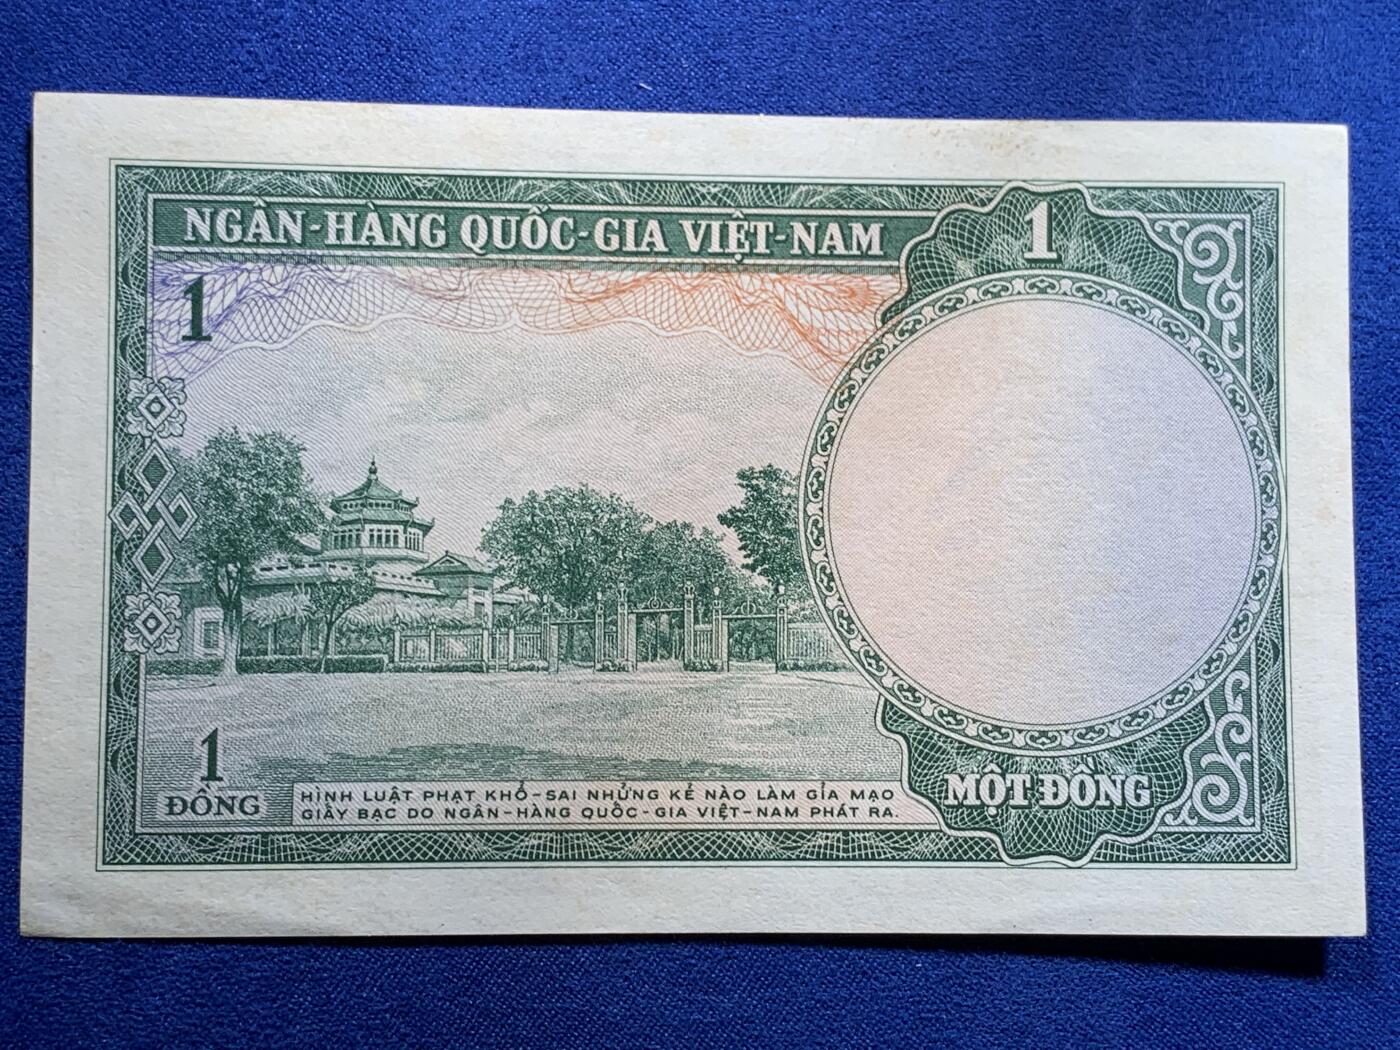 NGÂN-HÀNG QUỐC-GIA VIỆT-NAM
1
1
1
ĐỒNG
HÌNH LUẬT PHẠT KHỔ-SAI NHỮNG KẺ NÀO LÀM GIẢ MẠO
GIẤY BẠC DO NGÂN-HÀNG QUỐC-GIA VIỆT-NAM PHÁT RA.
MỘT ĐỒNG